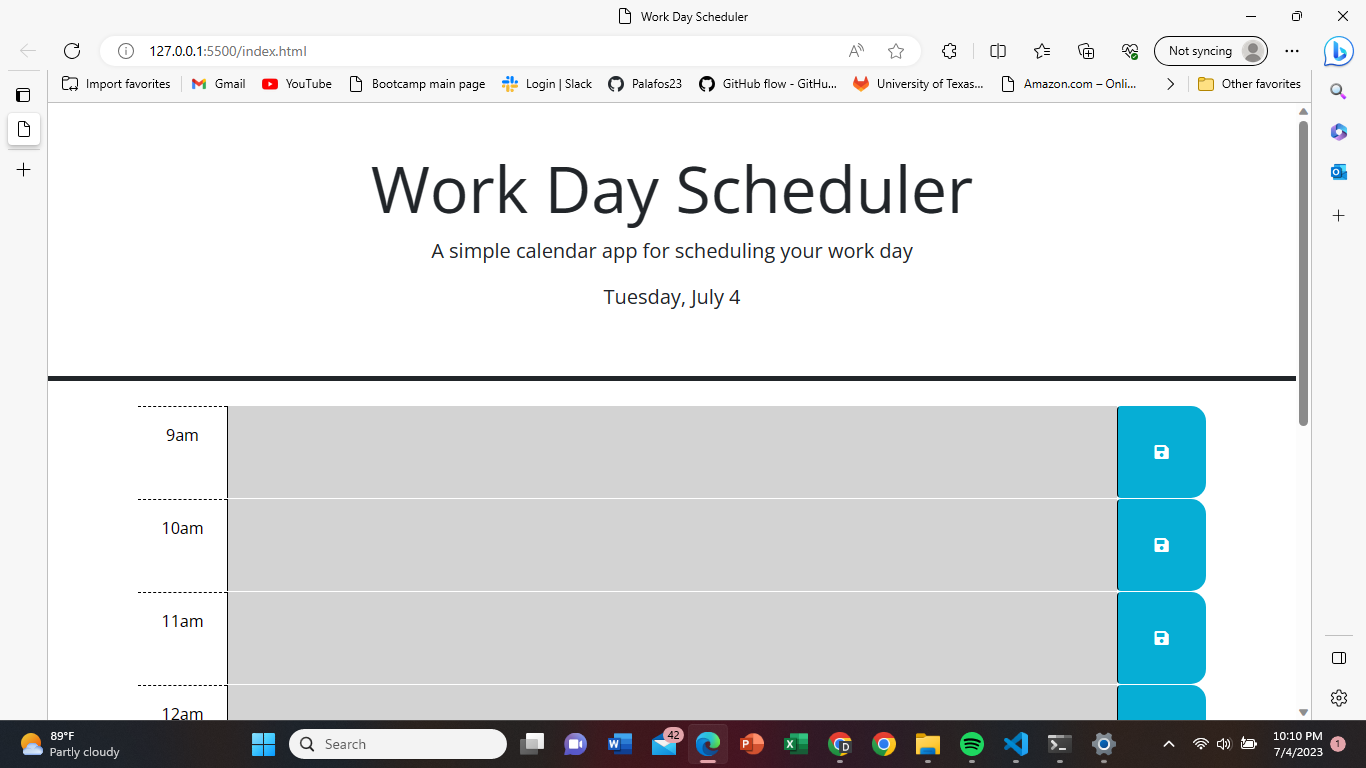 Work Day Scheduler
127.0.0.1:5500/index.html
Not syncing
Import favorites
Gmail
YouTube
Bootcamp main page
Login | Slack
Palafos23
GitHub flow - GitHu...
University of Texas...
Amazon.com – Onli...
Other favorites
Work Day Scheduler
A simple calendar app for scheduling your work day
Tuesday, July 4
9am
10am
11am
12am
89°F
Partly cloudy
Search
42
10:10 PM
7/4/2023
1